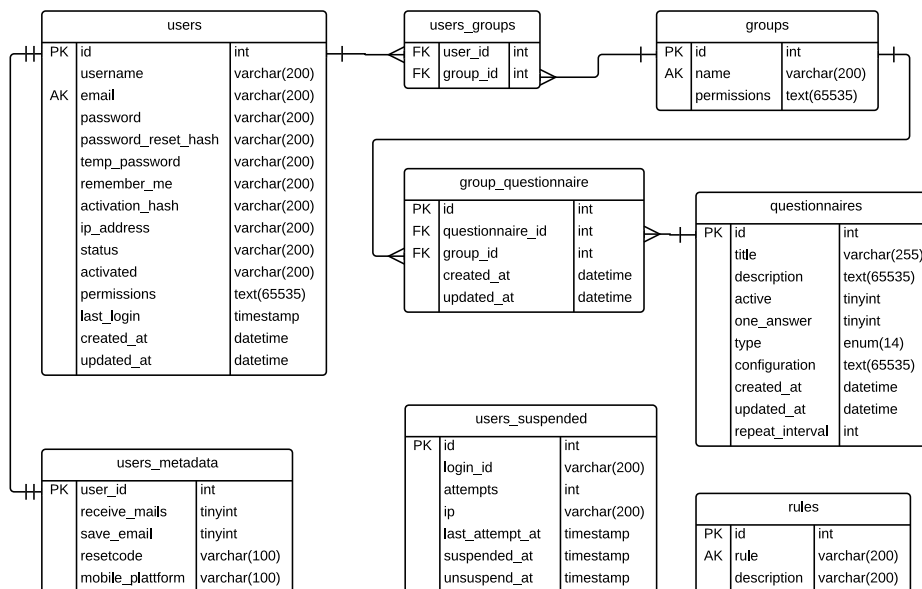 users
PK id int
username varchar(200)
AK email varchar(200)
password varchar(200)
password_reset_hash varchar(200)
temp_password varchar(200)
remember_me varchar(200)
activation_hash varchar(200)
ip_address varchar(200)
status varchar(200)
activated varchar(200)
permissions text(65535)
last_login timestamp
created_at datetime
updated_at datetime
users_groups
FK user_id int
FK group_id int
groups
PK id int
AK name varchar(200)
permissions text(65535)
group_questionnaire
PK id int
FK questionnaire_id int
FK group_id int
created_at datetime
updated_at datetime
questionnaires
PK id int
title varchar(255)
description text(65535)
active tinyint
one_answer tinyint
type enum(14)
configuration text(65535)
created_at datetime
updated_at datetime
repeat_interval int
users_metadata
PK user_id int
receive_mails tinyint
save_email tinyint
resetcode varchar(100)
mobile_plattform varchar(100)
users_suspended
PK id int
login_id varchar(200)
attempts int
ip varchar(200)
last_attempt_at timestamp
suspended_at timestamp
unsuspend_at timestamp
rules
PK id int
AK rule varchar(200)
description varchar(200)